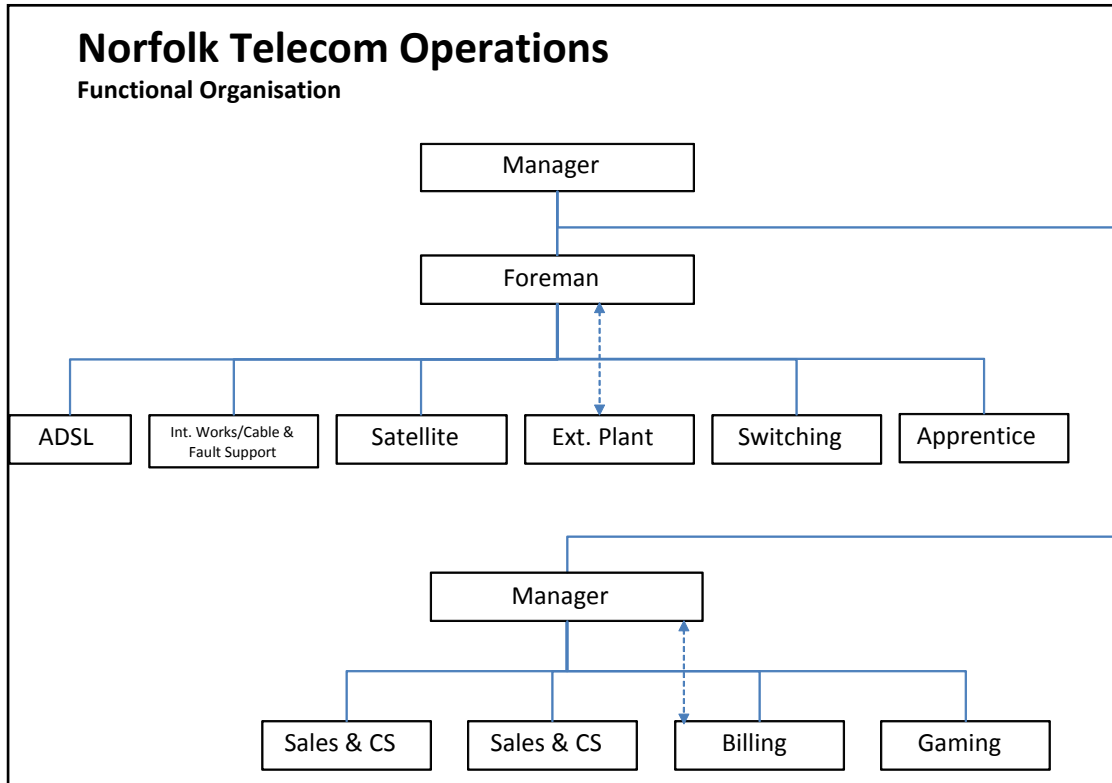 Norfolk Telecom Operations
Functional Organisation
Manager
Foreman
ADSL
Int. Works/Cable &
Fault Support
Satellite
Ext. Plant
Switching
Apprentice
Manager
Sales & CS
Sales & CS
Billing
Gaming